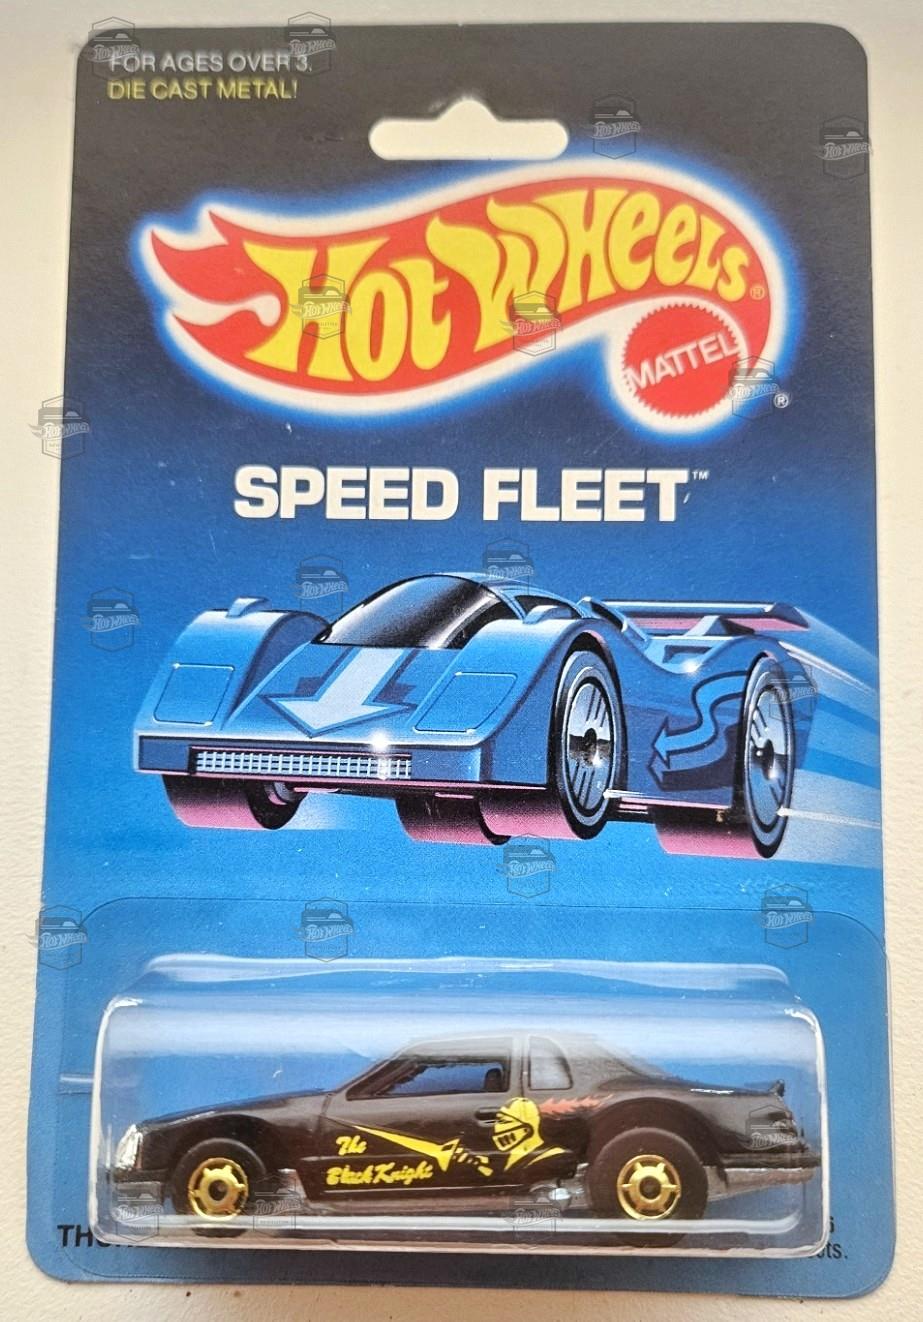 FOR AGES OVER 3.
DIE CAST METAL!
HOT WHEELS®
MATTEL®
SPEED FLEET™
The
Black Knight